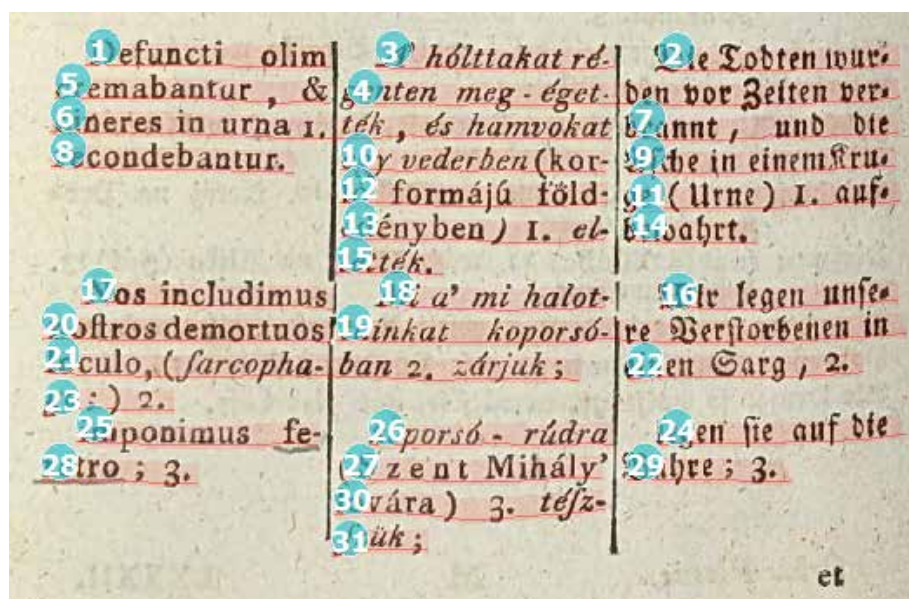 Defuncti olim
cremabantur , &
cineres in urna 1.
recondebantur.
Nos includimus
nostros demortuos
loculo, (ſarcopha-
) 2.
Imponimus fe-
retro ; 3.
A' hólttakat ré-
genten meg-éget-
ték , és hamvokat
egy vederben (kor-
formájú föld-
edényben) 1. el-
tették.
Mi a' mi halot-
tainkat koporsó-
ban 2. zárjuk ;
Koporsó - rúdra
(Szent Mihály'
lovára) 3. téſz-
ſzük ;
Die Todten wur-
den vor Zeiten ver-
brannt, und die
Aſche in einem Kru-
ge (Urne) 1. auf-
bewahrt.
Wir legen unſe-
re Verſtorbenen in
einen Sarg, 2.
legen ſie auf die
Bahre; 3.
et